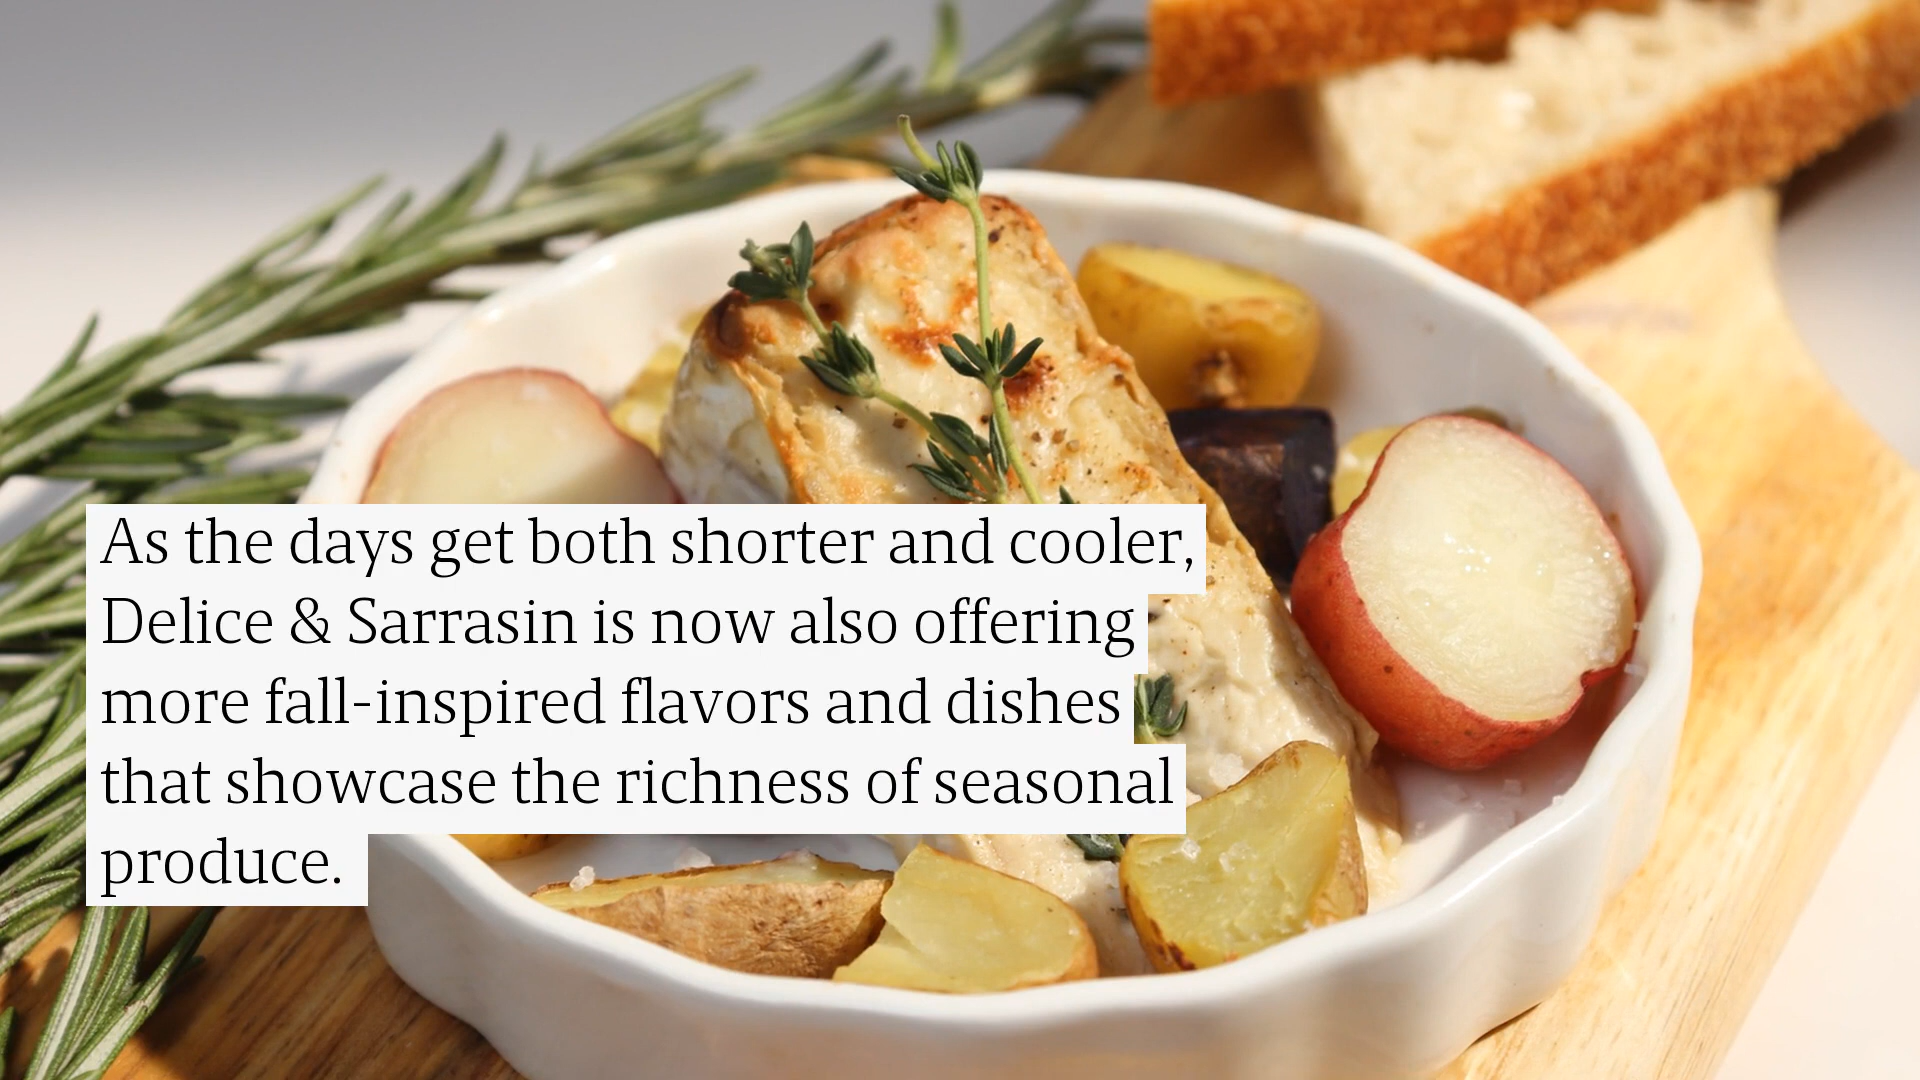 As the days get both shorter and cooler,
Delice & Sarrasin is now also offering
more fall-inspired flavors and dishes
that showcase the richness of seasonal
produce.